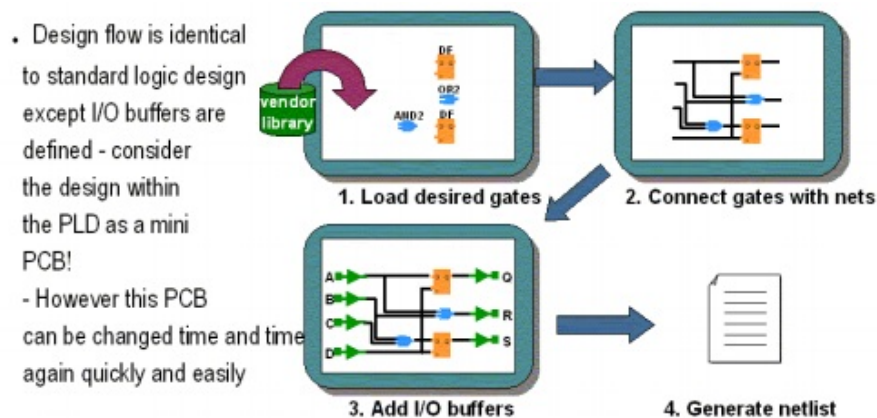 • Design flow is identical
to standard logic design
except I/O buffers are
defined - consider
the design within
the PLD as a mini
PCB!
- However this PCB
can be changed time and time
again quickly and easily
vendor
library
DF
OR2
AND2
DF
1. Load desired gates
2. Connect gates with nets
A
B
C
D
Q
R
S
3. Add I/O buffers
4. Generate netlist